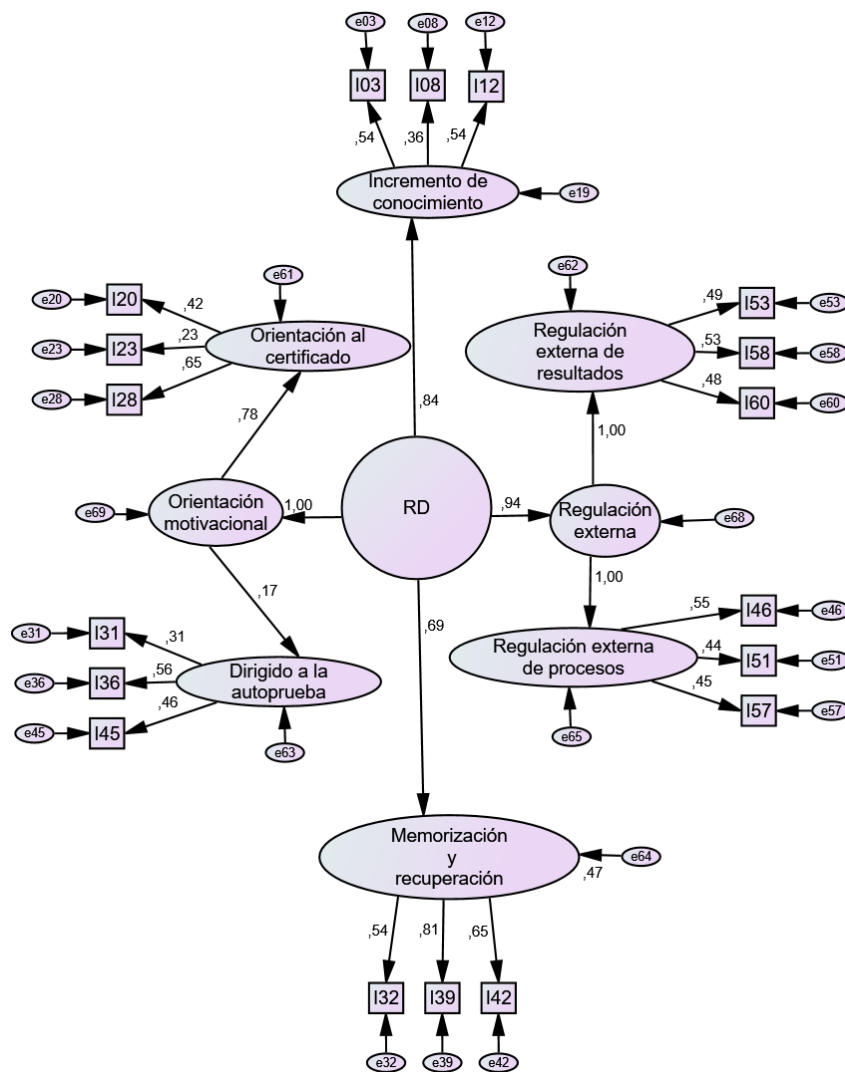 e03
e08
e12
I03
I08
I12
,54
,36
,54
Incremento de
conocimiento
e19
e61
e62
e20
I20
,42
e23
I23
,23
e28
I28
,65
Orientación al
certificado
Regulación
externa de
resultados
,49
I53
e53
,53
I58
e58
,48
I60
e60
,84
,78
1,00
e69
Orientación
motivacional
1,00
RD
,94
Regulación
externa
e68
,17
,69
1,00
e31
I31
,31
e36
I36
,56
e45
I45
,46
Dirigido a la
autoprueba
e63
Regulación externa
de procesos
e65
,55
I46
e46
,44
I51
e51
,45
I57
e57
Memorización
y
recuperación
e64
,47
,54
,81
,65
I32
I39
I42
e32
e39
e42